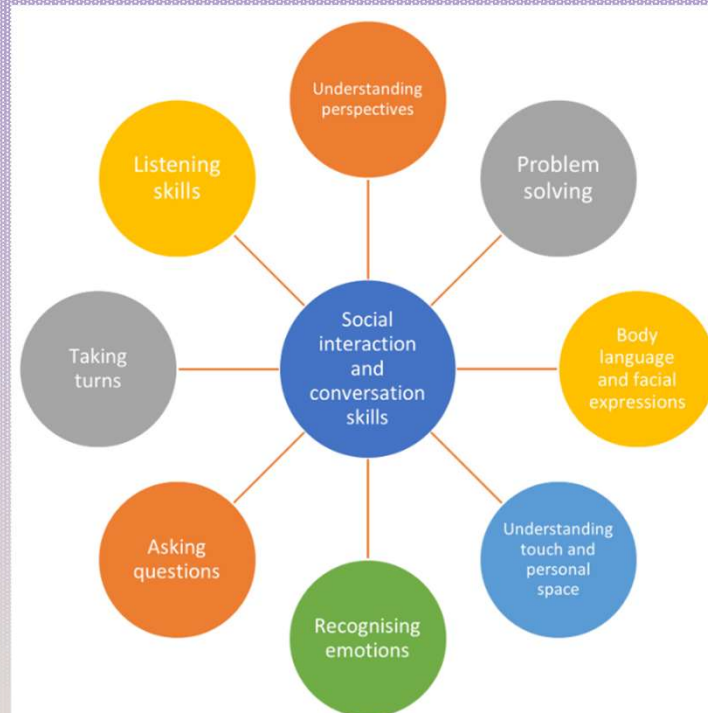 Understanding
perspectives
Problem
solving
Body
language
and facial
expressions
Understanding
touch and
personal
space
Recognising
emotions
Asking
questions
Taking
turns
Listening
skills
Social
interaction
and
conversation
skills